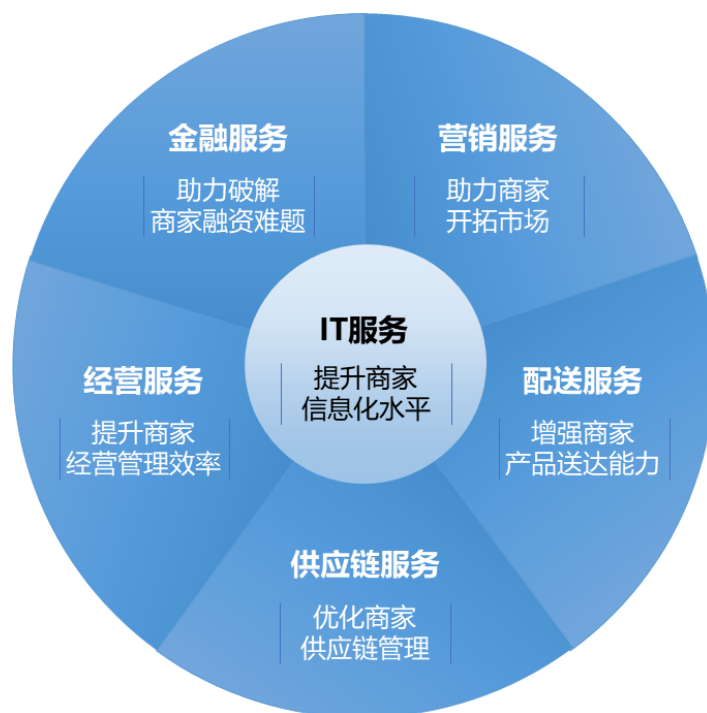 金融服务
助力破解
商家融资难题
营销服务
助力商家
开拓市场
IT服务
提升商家
信息化水平
经营服务
提升商家
经营管理效率
配送服务
增强商家
产品送达能力
供应链服务
优化商家
供应链管理